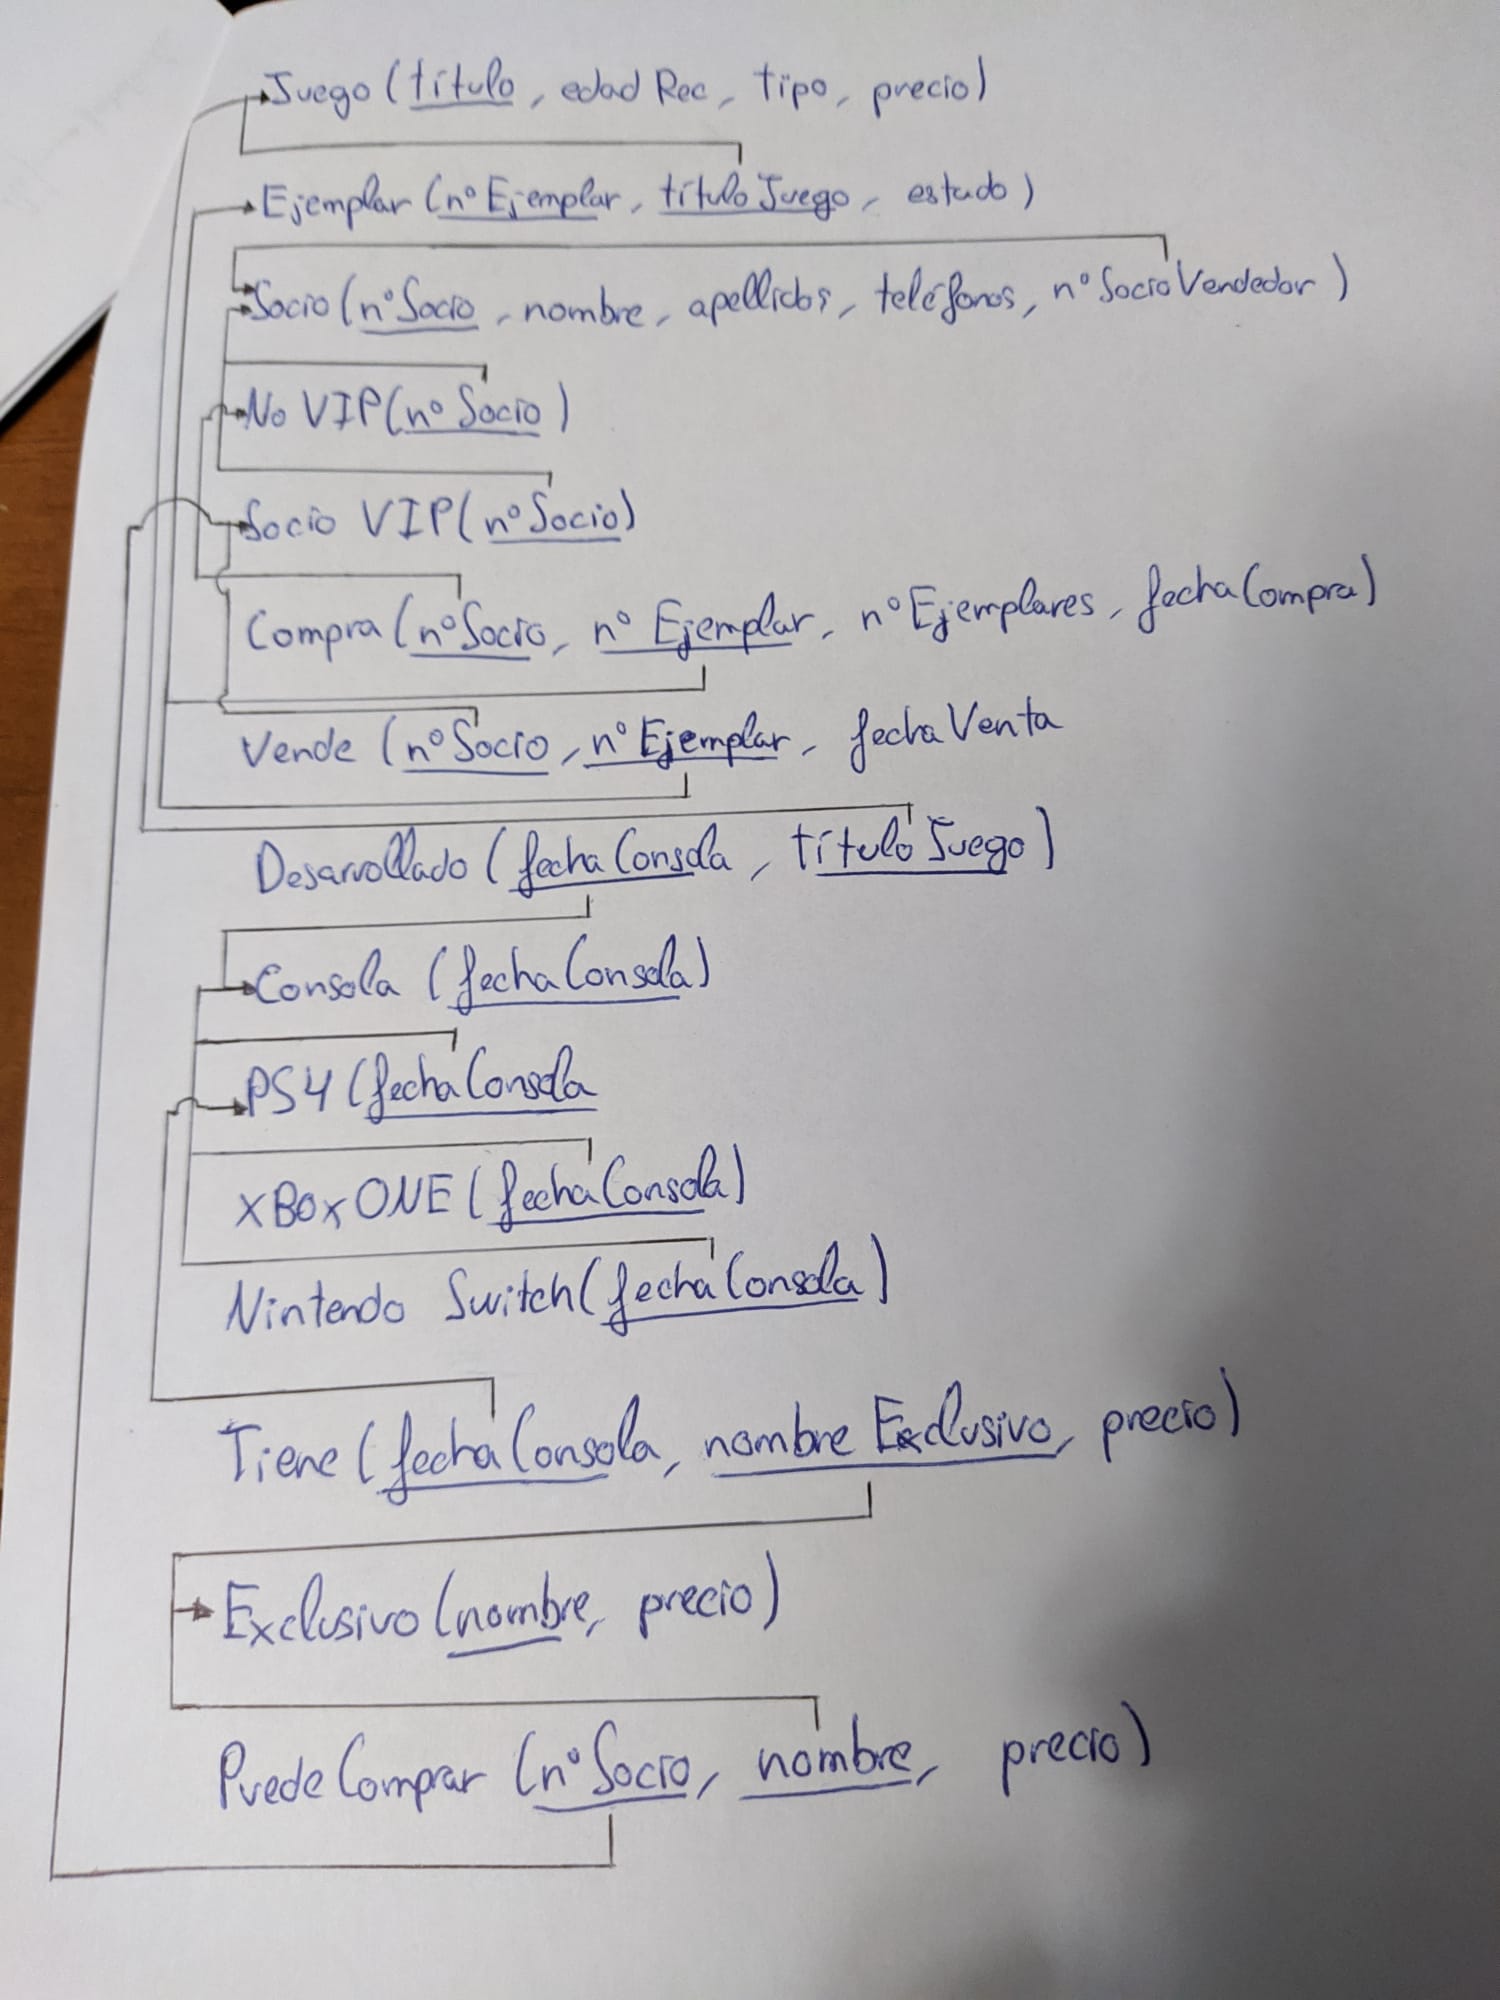 Juego (título, edad Rec, tipo, precio)
Ejemplar (nº Ejemplar, título Juego, estado)
Socio (nº Socio, nombre, apellidos, teléfonos, nº Socio Vendedor)
No VIP (nº Socio)
Socio VIP (nº Socio)
Compra (nº Socio, nº Ejemplar, nº Ejemplares, fecha Compra)
Vende (nº Socio, nº Ejemplar, fecha Venta
Desarrollado (fecha Consola, título Juego)
Consola (fecha Consola)
PS4 (fecha Consola
XBOX ONE (fecha Consola)
Nintendo Switch (fecha Consola)
Tiene (fecha Consola, nombre Exclusivo, precio)
Exclusivo (nombre, precio)
Puede Comprar (nº Socio, nombre, precio)